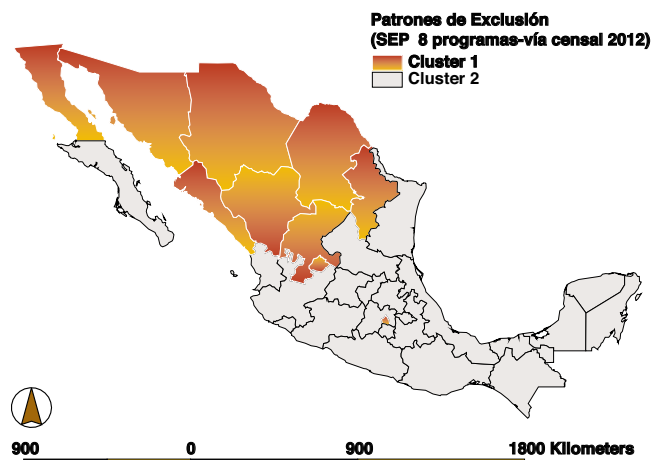 Patrones de Exclusión
(SEP 8 programas-vía censal 2012)
Cluster 1
Cluster 2
900 0 900 1800 Kilometers